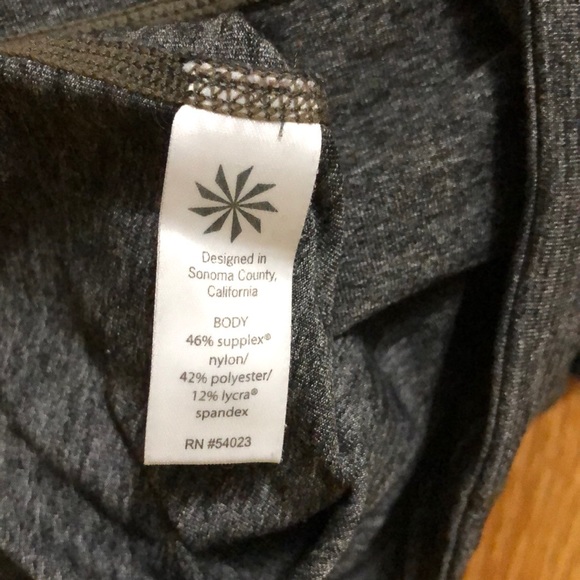 Designed in
Sonoma County,
California
BODY
46% supplex®
nylon/
42% polyester/
12% lycra®
spandex
RN #54023